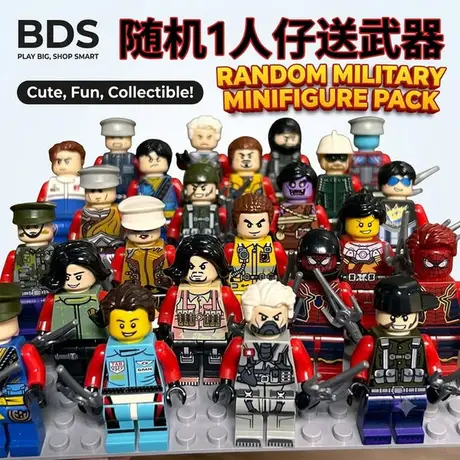 BDS
PLAY BIG, SHOP SMART
随机1人仔送武器
RANDOM MILITARY
MINIFIGURE PACK
Cute, Fun, Collectible!